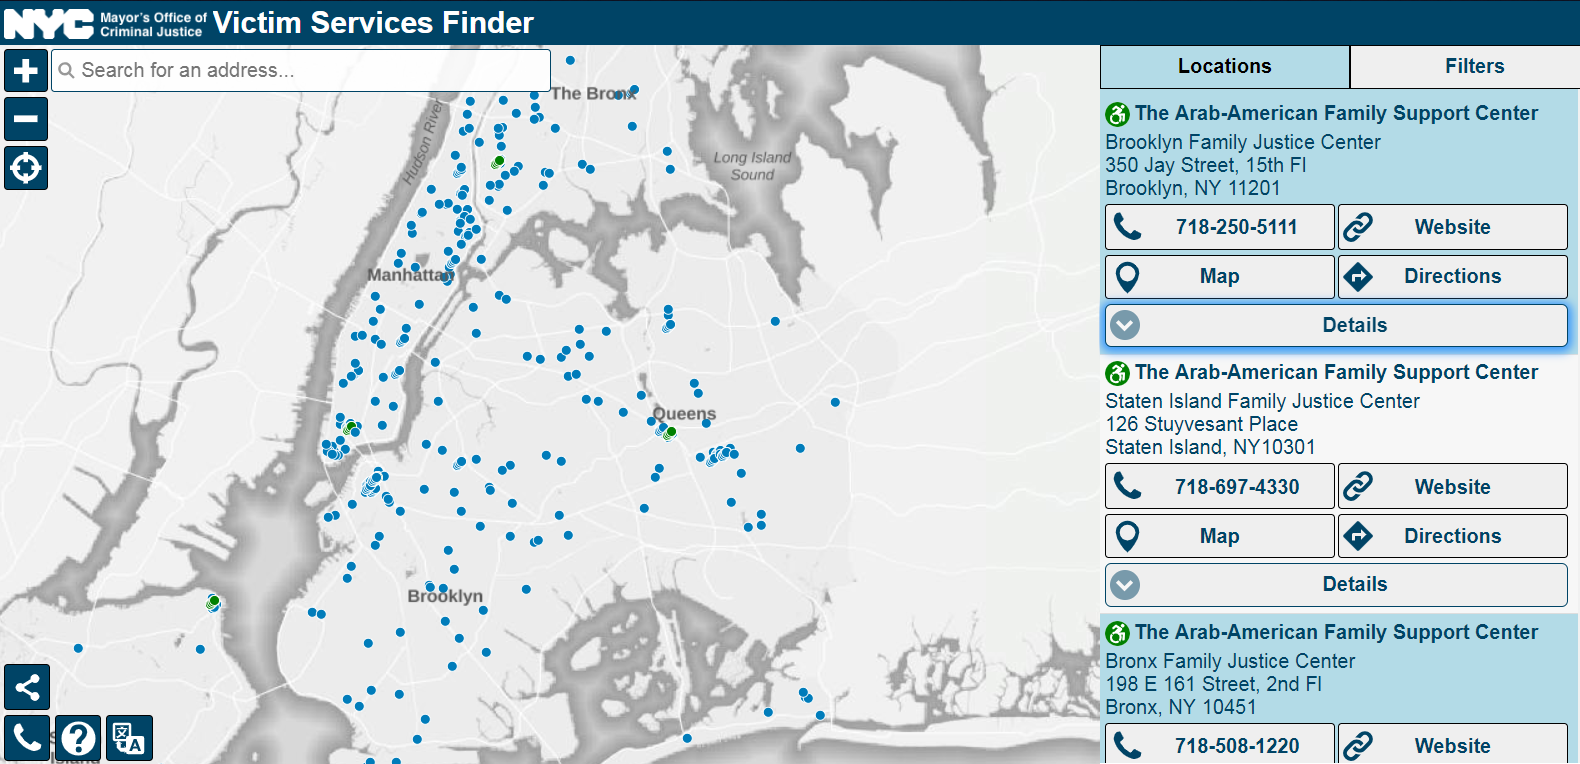 NYC
Mayor's Office of
Criminal Justice
Victim Services Finder
Search for an address...
The Bronx
Hudson River
Long Island
Sound
Manhattan
Queens
Brooklyn
Island
Locations
Filters
The Arab-American Family Support Center
Brooklyn Family Justice Center
350 Jay Street, 15th Fl
Brooklyn, NY 11201
718-250-5111
Website
Map
Directions
Details
The Arab-American Family Support Center
Staten Island Family Justice Center
126 Stuyvesant Place
Staten Island, NY10301
718-697-4330
Website
Map
Directions
Details
The Arab-American Family Support Center
Bronx Family Justice Center
198 E 161 Street, 2nd Fl
Bronx, NY 10451
718-508-1220
Website